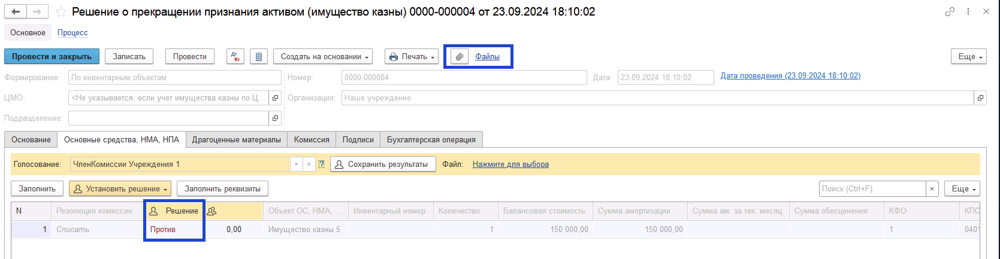 Решение о прекращении признания активом (имущество казны) 0000-000004 от 23.09.2024 18:10:02
Основное Процесс
Провести и закрыть Записать Провести Дт Кт Создать на основании Печать Файлы Еще
Формирование: По инвентарным объектам Номер: 0000-000004 Дата: 23.09.2024 18:10:02 Дата проведения (23.09.2024 18:10:02)
ЦМО: <Не указывается, если учет имущества казны по Ц... Организация: Наше учреждение
Подразделение:
Основание Основные средства, НМА, НПА Драгоценные материалы Комиссия Подписи Бухгалтерская операция
Голосование: ЧленКомиссии Учреждения 1 ? Сохранить результаты Файл: Нажмите для выбора
Заполнить Установить решение Заполнить реквизиты Поиск (Ctrl+F) × Еще
N Резолюция комиссии Решение Объект ОС, НМА, ... Инвентарный номер Количество Балансовая стоимость Сумма амортизации Сумма ам. за тек. месяц Сумма обесценения КФО КПС
1 Списать Против 0,00 Имущество казны 5 1 150 000,00 150 000,00 1 0401